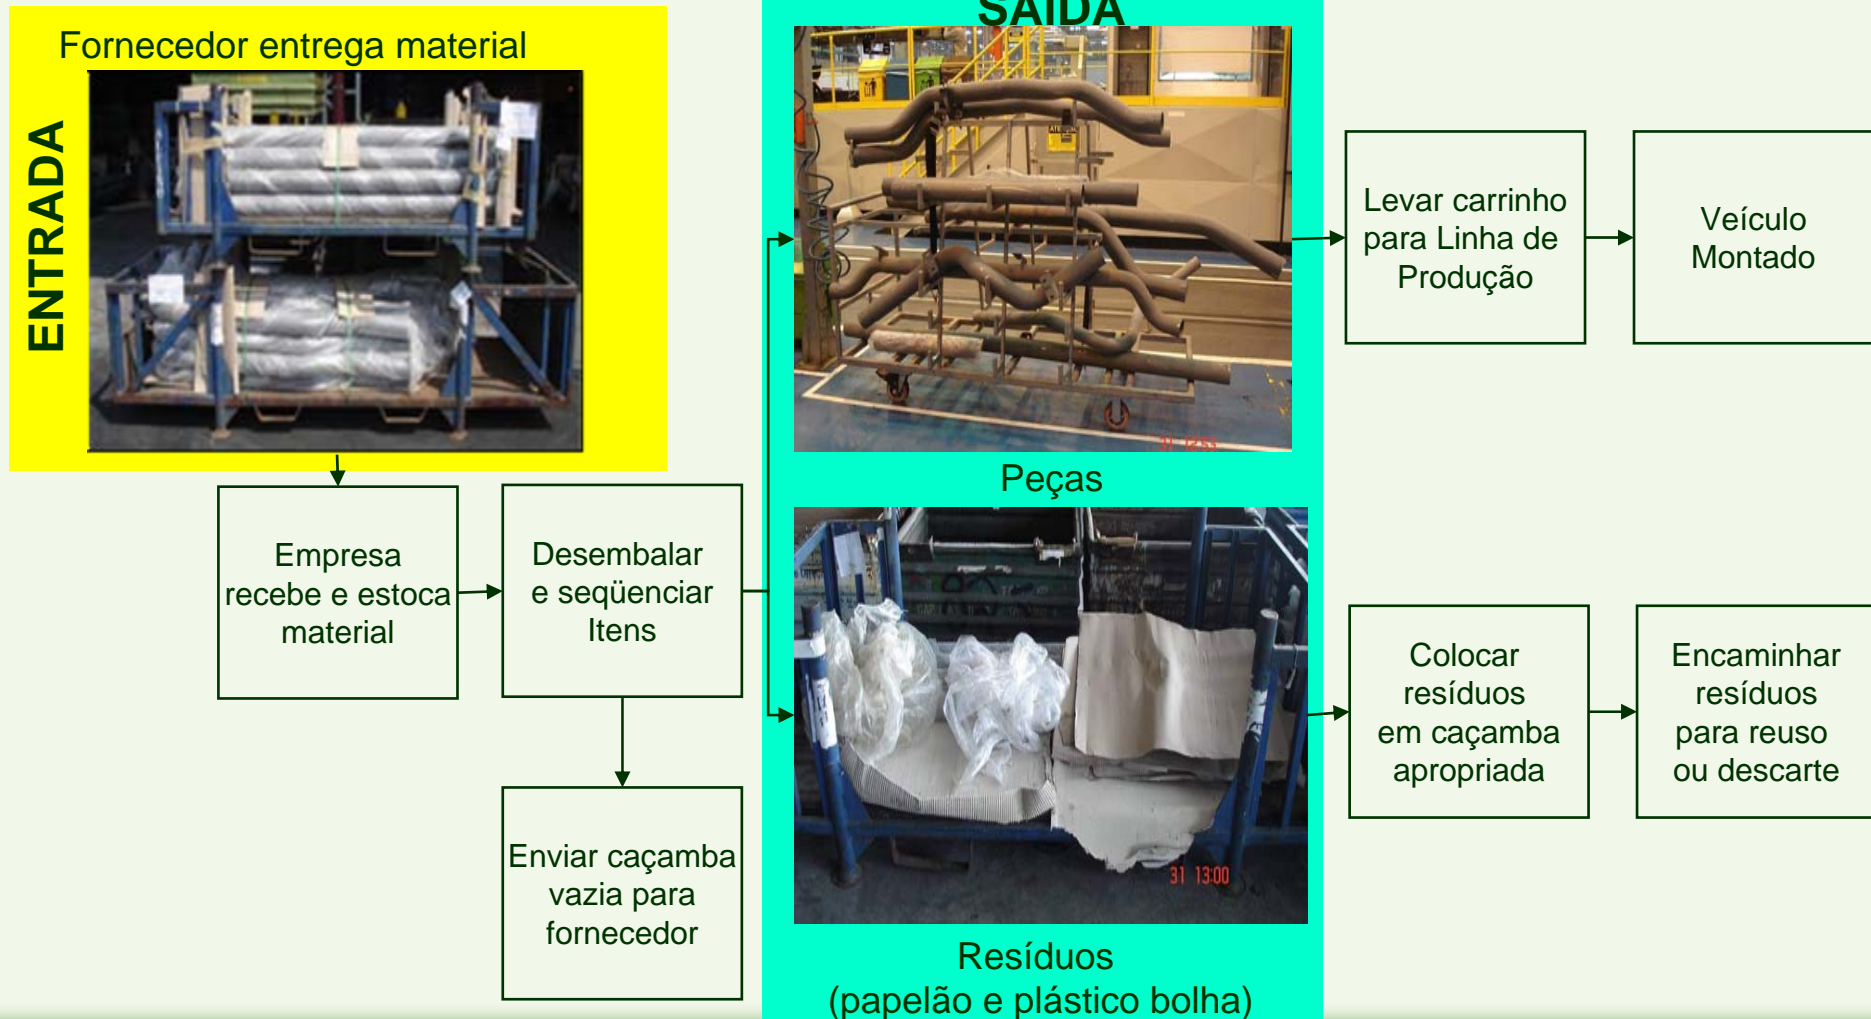 SAÍDA
Fornecedor entrega material
ENTRADA
ATENÇÃO
Peças
Levar carrinho
para Linha de
Produção
Veículo
Montado
Empresa
recebe e estoca
material
Desembalar
e seqüenciar
Itens
Enviar caçamba
vazia para
fornecedor
31 13:00
Resíduos
(papelão e plástico bolha)
Colocar
resíduos
em caçamba
apropriada
Encaminhar
resíduos
para reuso
ou descarte